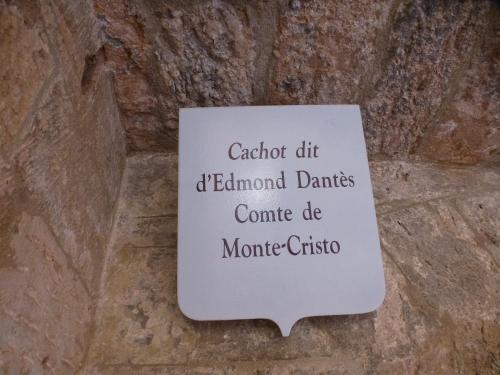 Cachot dit
d'Edmond Dantès
Comte de
Monte-Cristo